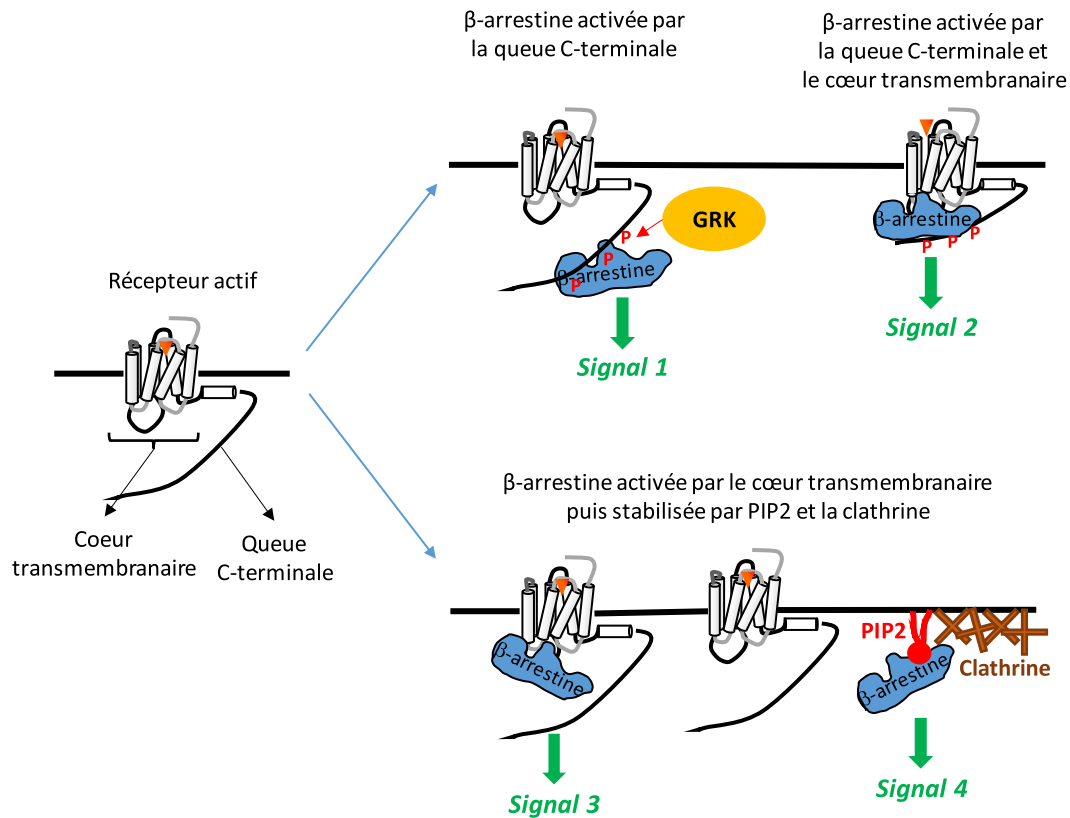 β-arrestine activée par
la queue C-terminale
β-arrestine activée par
la queue C-terminale et
le cœur transmembranaire
GRK
P
P
P
β-arrestine
Signal 1
β-arrestine
P
P
P
Signal 2
Récepteur actif
Coeur
transmembranaire
Queue
C-terminale
β-arrestine activée par le cœur transmembranaire
puis stabilisée par PIP2 et la clathrine
β-arrestine
Signal 3
PIP2
Clathrine
β-arrestine
Signal 4